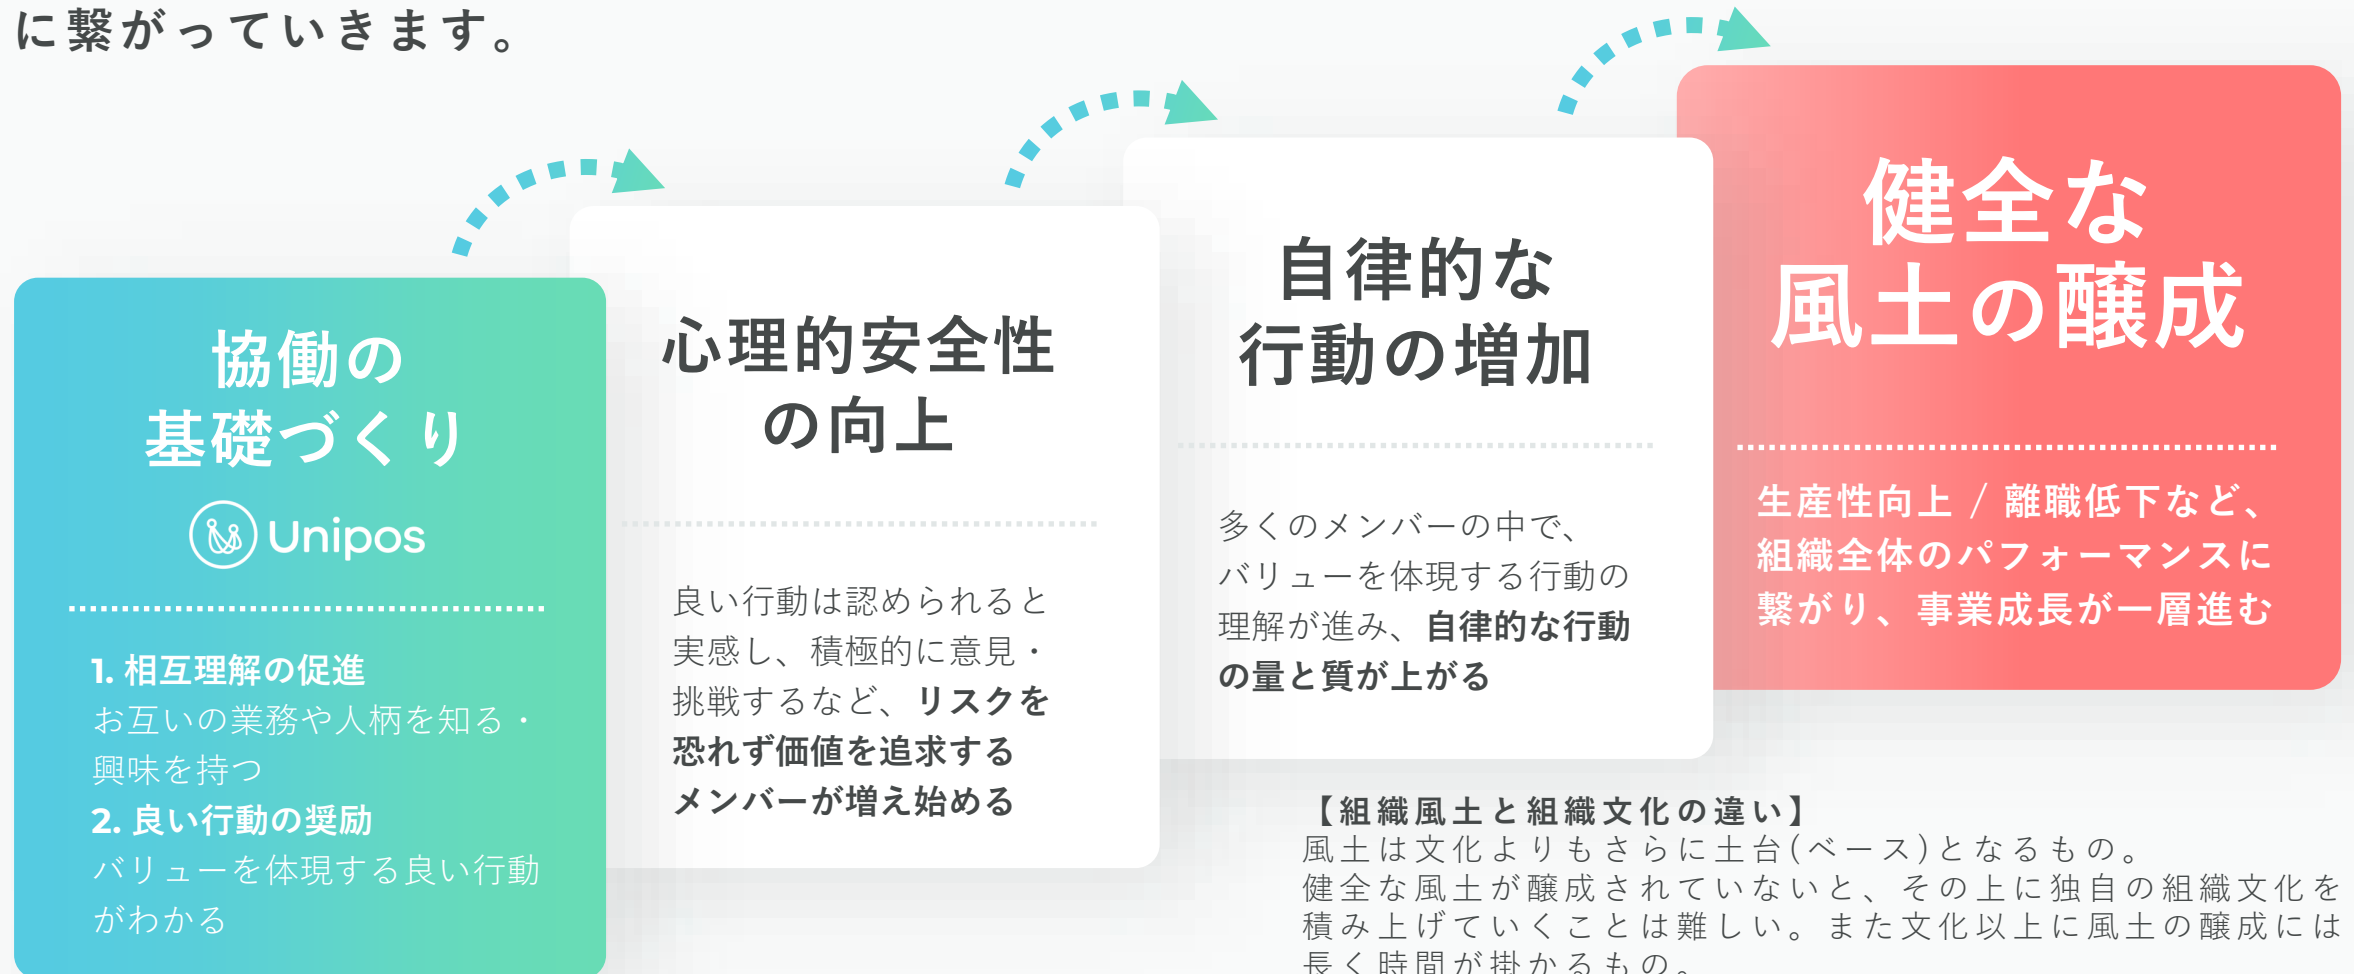 に繋がっていきます。
協働の
基礎づくり
Unipos
1. 相互理解の促進
お互いの業務や人柄を知る・
興味を持つ
2. 良い行動の奨励
バリューを体現する良い行動
がわかる
心理的安全性
の向上
良い行動は認められると
実感し、積極的に意見・
挑戦するなど、リスクを
恐れず価値を追求する
メンバーが増え始める
自律的な
行動の増加
多くのメンバーの中で、
バリューを体現する行動の
理解が進み、自律的な行動
の量と質が上がる
健全な
風土の醸成
生産性向上 / 離職低下など、
組織全体のパフォーマンスに
繋がり、事業成長が一層進む
【組織風土と組織文化の違い】
風土は文化よりもさらに土台(ベース)となるもの。
健全な風土が醸成されていないと、その上に独自の組織文化を
積み上げていくことは難しい。また文化以上に風土の醸成には
長く時間が掛かるもの。